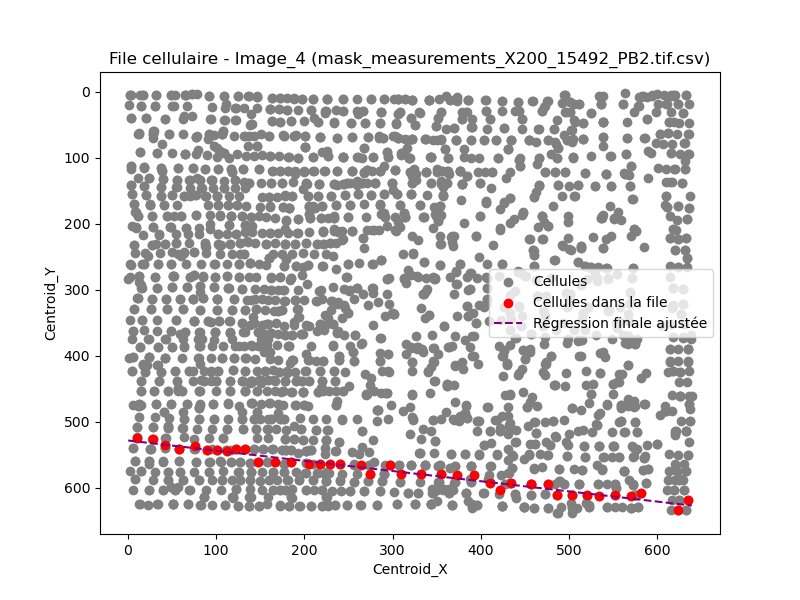 File cellulaire - Image_4 (mask_measurements_X200_15492_PB2.tif.csv)
Centroid_Y
0
100
200
300
400
500
600
Cellules
Cellules dans la file
Régression finale ajustée
0 100 200 300 400 500 600
Centroid_X